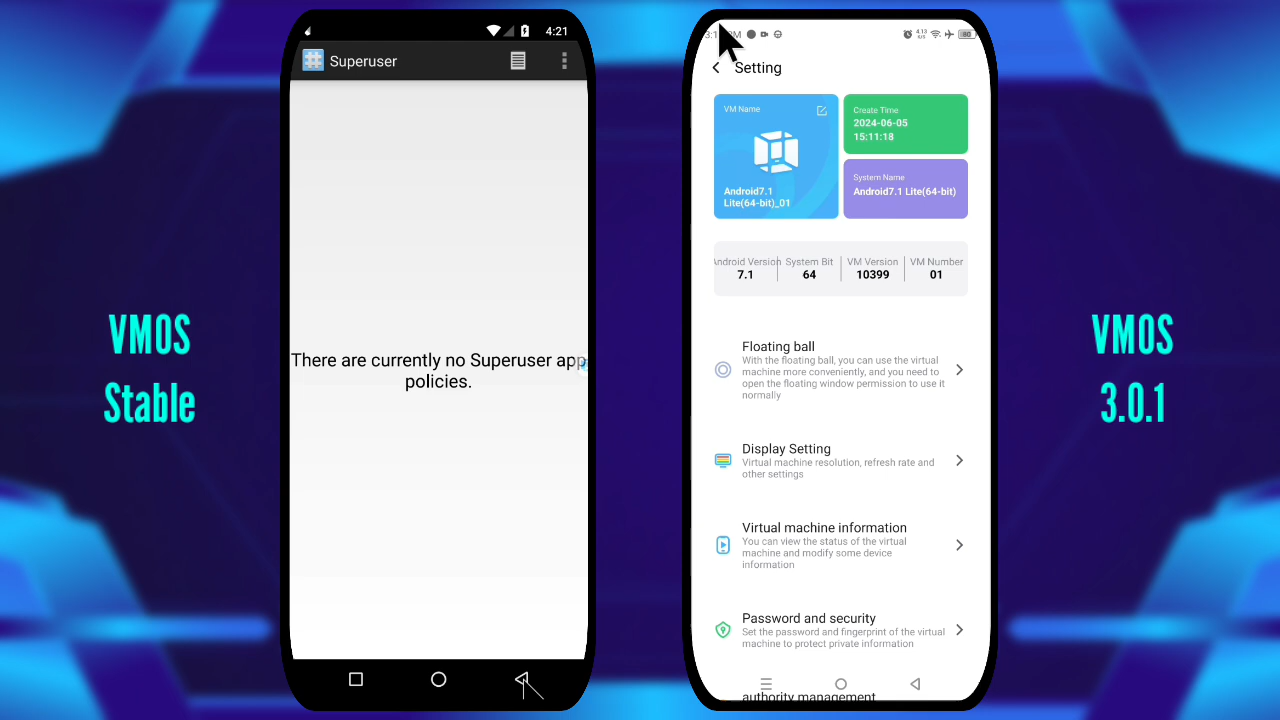 VMOS
Stable
4:21
Superuser
There are currently no Superuser app
policies.
Setting
VM Name
Android7.1
Lite(64-bit)_01
Create Time
2024-06-05
15:11:18
System Name
Android7.1 Lite(64-bit)
Android Version
7.1
System Bit
64
VM Version
10399
VM Number
01
Floating ball
With the floating ball, you can use the virtual
machine more conveniently, and you need to
open the floating window permission to use it
normally
Display Setting
Virtual machine resolution, refresh rate and
other settings
Virtual machine information
You can view the status of the virtual
machine and modify some device
information
Password and security
Set the password and fingerprint of the virtual
machine to protect private information
authority management
80
VMOS
3.0.1